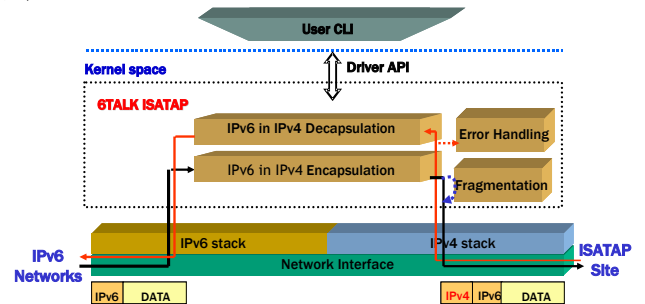 User CLI
Kernel space
Driver API
6TALK ISATAP
IPv6 in IPv4 Decapsulation
Error Handling
IPv6 in IPv4 Encapsulation
Fragmentation
IPv6 stack
IPv4 stack
IPv6
Networks
Network Interface
ISATAP
Site
IPv6 DATA
IPv4 IPv6 DATA